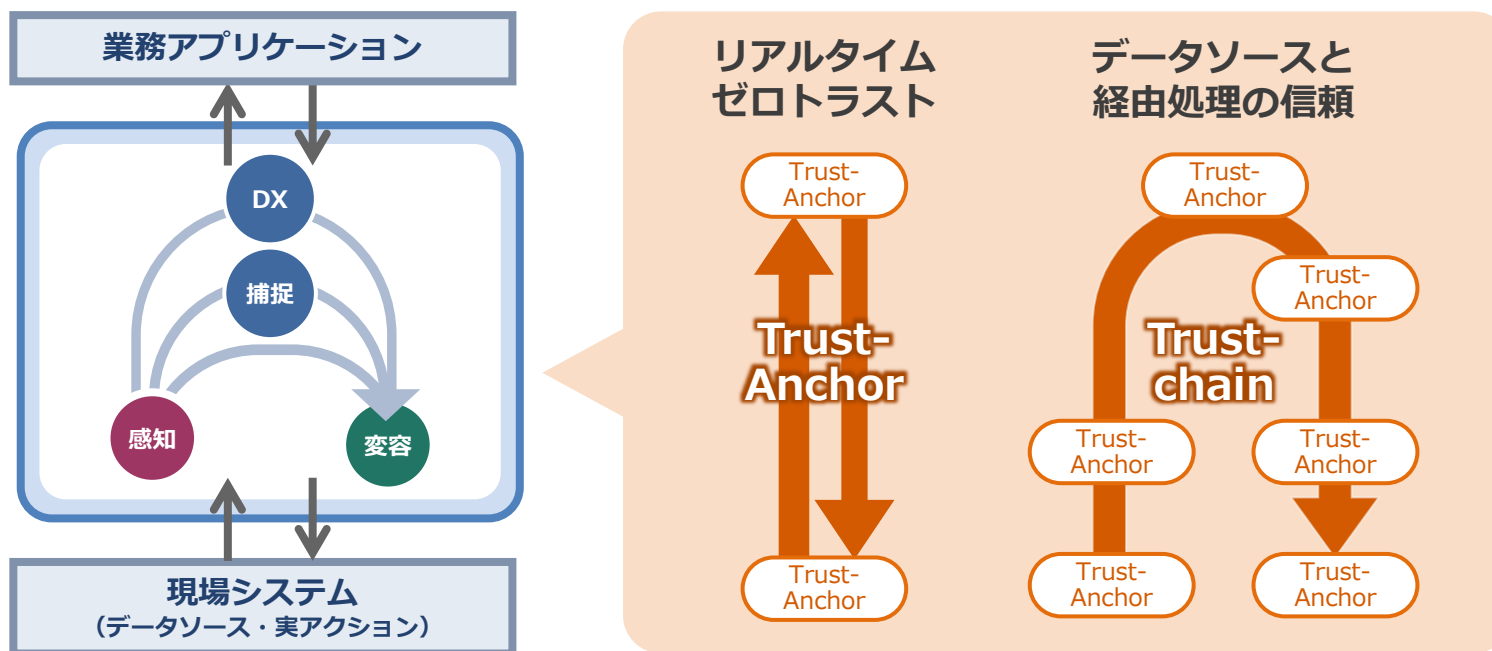 業務アプリケーション
DX
捕捉
感知
変容
現場システム
（データソース・実アクション）
リアルタイム
ゼロトラスト
Trust-
Anchor
Trust-
Anchor
Trust-
Anchor
データソースと
経由処理の信頼
Trust-
Anchor
Trust-
Anchor
Trust-
chain
Trust-
Anchor
Trust-
Anchor
Trust-
Anchor
Trust-
Anchor